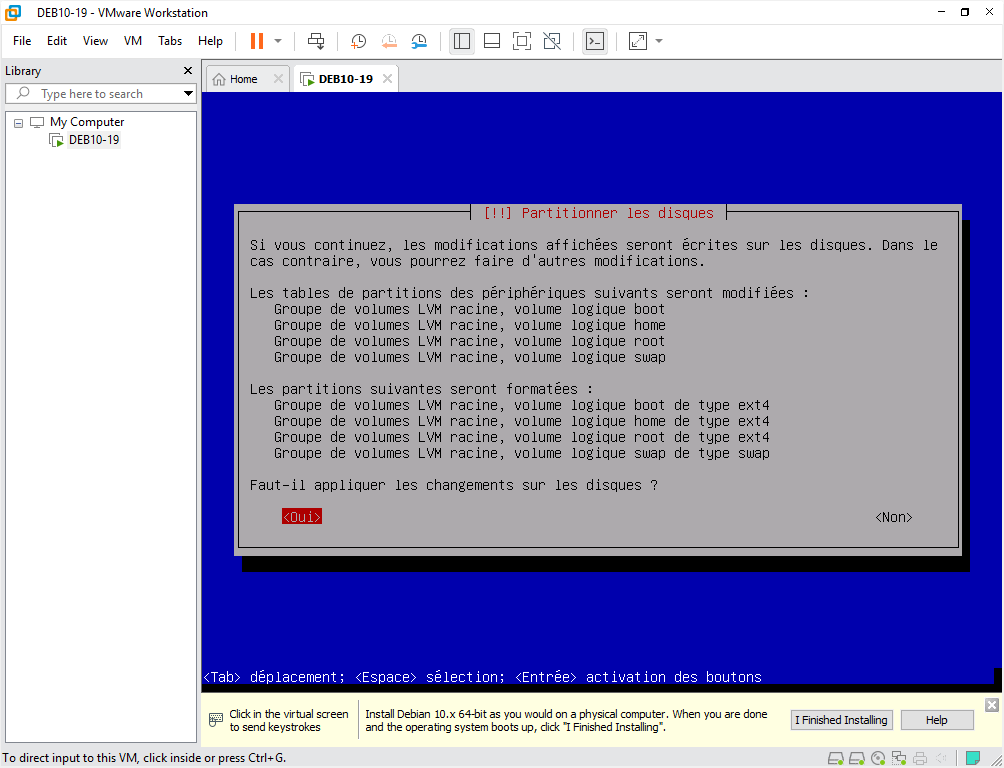 DEB10-19 - VMware Workstation
File Edit View VM Tabs Help
Library
Type here to search
My Computer
DEB10-19
Home
DEB10-19
[!!] Partitionner les disques
Si vous continuez, les modifications affichées seront écrites sur les disques. Dans le
cas contraire, vous pourrez faire d'autres modifications.
Les tables de partitions des périphériques suivants seront modifiées :
Groupe de volumes LVM racine, volume logique boot
Groupe de volumes LVM racine, volume logique home
Groupe de volumes LVM racine, volume logique root
Groupe de volumes LVM racine, volume logique swap
Les partitions suivantes seront formatées :
Groupe de volumes LVM racine, volume logique boot de type ext4
Groupe de volumes LVM racine, volume logique home de type ext4
Groupe de volumes LVM racine, volume logique root de type ext4
Groupe de volumes LVM racine, volume logique swap de type swap
Faut-il appliquer les changements sur les disques ?
<Oui> <Non>
<Tab> déplacement; <Espace> sélection; <Entrée> activation des boutons
Click in the virtual screen
to send keystrokes
Install Debian 10.x 64-bit as you would on a physical computer. When you are done
and the operating system boots up, click "I Finished Installing".
I Finished Installing
Help
To direct input to this VM, click inside or press Ctrl+G.